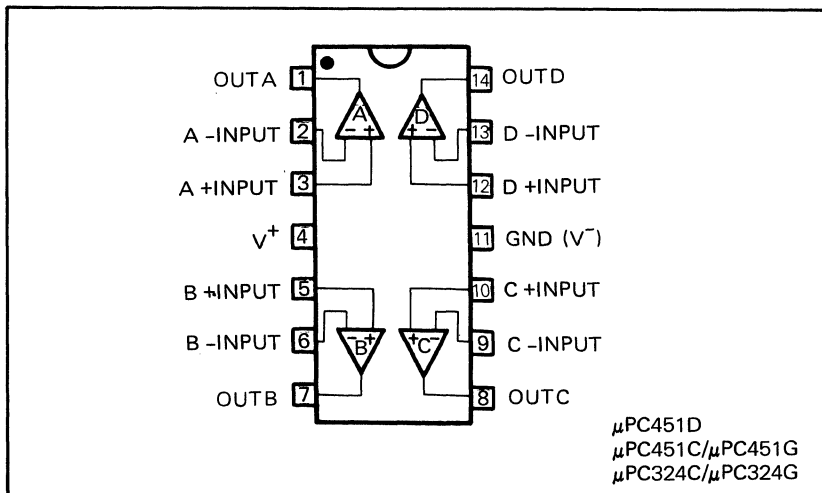 OUTA 1 14 OUTD
A D
A -INPUT 2 - + + - 13 D -INPUT
A +INPUT 3 12 D +INPUT
V⁺ 4 11 GND (V⁻)
B +INPUT 5 10 C +INPUT
B -INPUT 6 - + + - 9 C -INPUT
B C
OUTB 7 8 OUTC
μPC451D
μPC451C/μPC451G
μPC324C/μPC324G